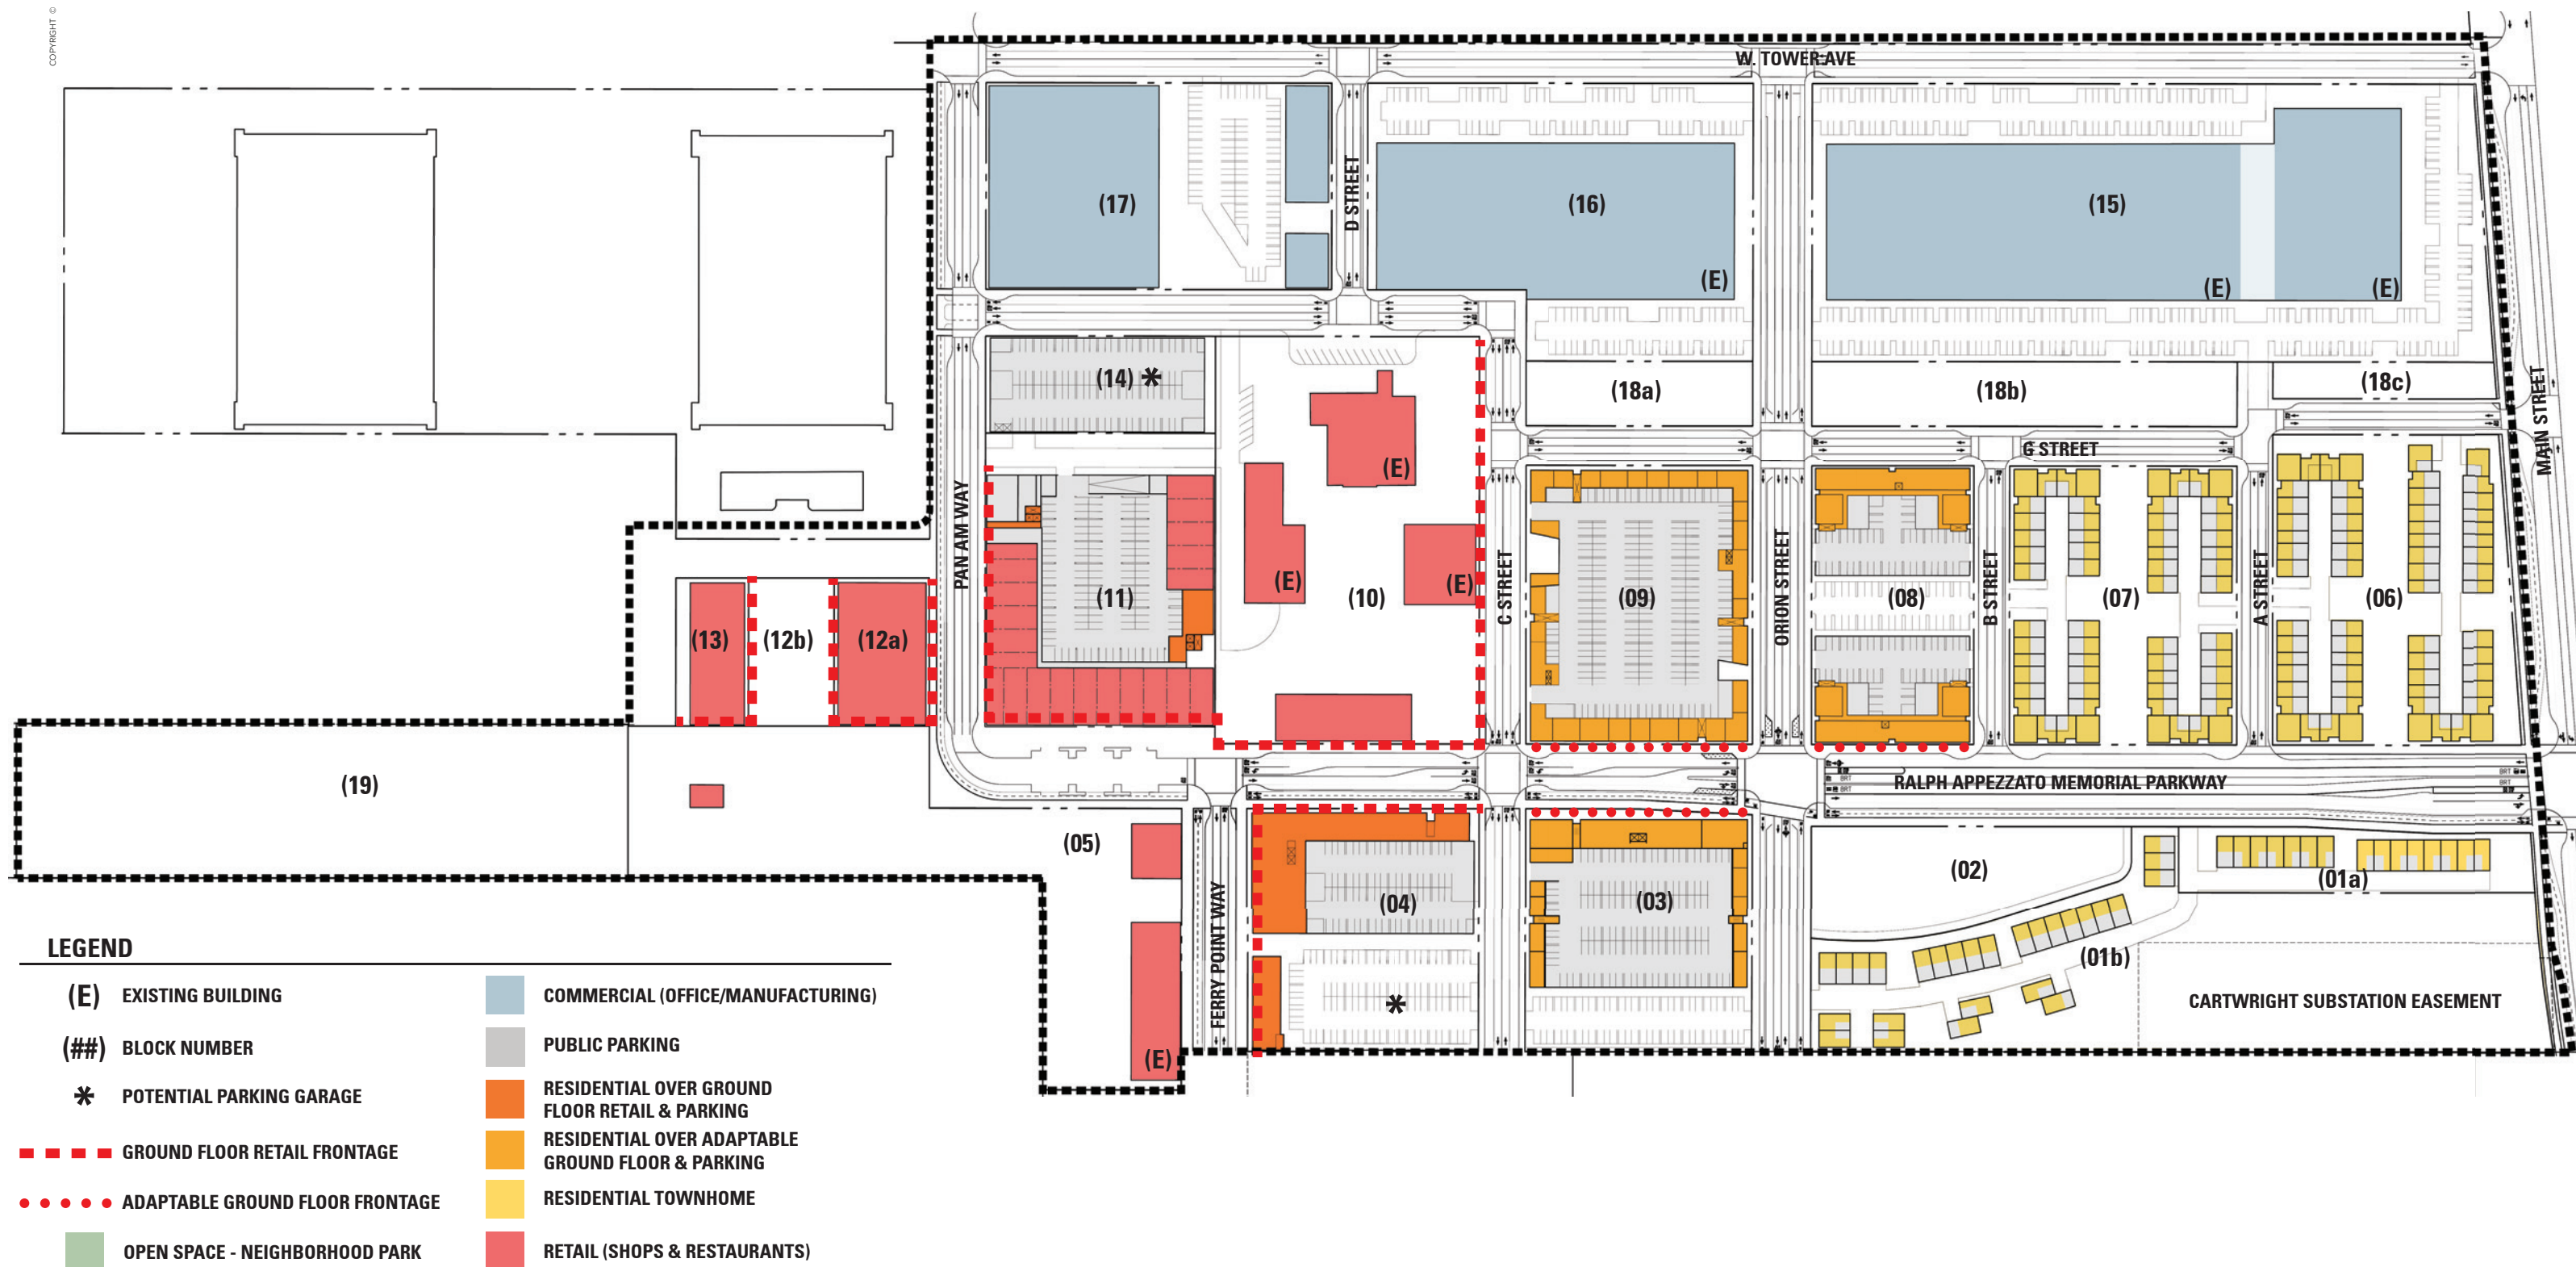 COPYRIGHT ©
W. TOWER AVE
(17)
D STREET
(16)
(E)
(15)
(E)
(E)
(14) *
(18a)
(18b)
(18c)
MAIN STREET
G STREET
PAN AM WAY
(E)
(E)
(E)
(11)
(10)
C STREET
(09)
ORION STREET
(08)
B STREET
(07)
A STREET
(06)
(13)
(12b)
(12a)
(19)
(05)
RALPH APPEZZATO MEMORIAL PARKWAY
BRT
BRT
BRT
BRT
FERRY POINT WAY
(04)
*
(03)
(02)
(01a)
(01b)
CARTWRIGHT SUBSTATION EASEMENT
(E)
LEGEND
(E) EXISTING BUILDING
(##) BLOCK NUMBER
* POTENTIAL PARKING GARAGE
GROUND FLOOR RETAIL FRONTAGE
ADAPTABLE GROUND FLOOR FRONTAGE
OPEN SPACE - NEIGHBORHOOD PARK
COMMERCIAL (OFFICE/MANUFACTURING)
PUBLIC PARKING
RESIDENTIAL OVER GROUND
FLOOR RETAIL & PARKING
RESIDENTIAL OVER ADAPTABLE
GROUND FLOOR & PARKING
RESIDENTIAL TOWNHOME
RETAIL (SHOPS & RESTAURANTS)